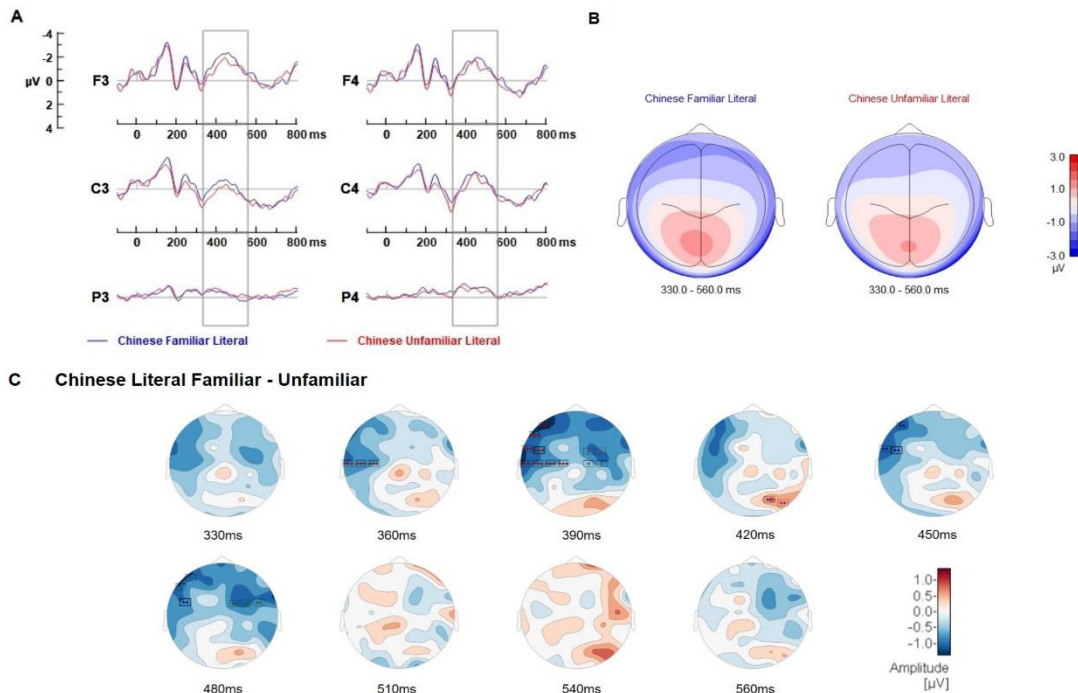 A
-4
-2
µV 0
2
4
F3
F4
0 200 400 600 800 ms
0 200 400 600 800 ms
C3
C4
0 200 400 600 800 ms
0 200 400 600 800 ms
P3
P4
Chinese Familiar Literal
Chinese Unfamiliar Literal
B
Chinese Familiar Literal
Chinese Unfamiliar Literal
3.0
1.0
-1.0
-3.0
µV
330.0 - 560.0 ms
330.0 - 560.0 ms
C Chinese Literal Familiar - Unfamiliar
330ms
360ms
390ms
420ms
450ms
480ms
510ms
540ms
560ms
1.0
0.5
0.0
-0.5
-1.0
Amplitude
[µV]